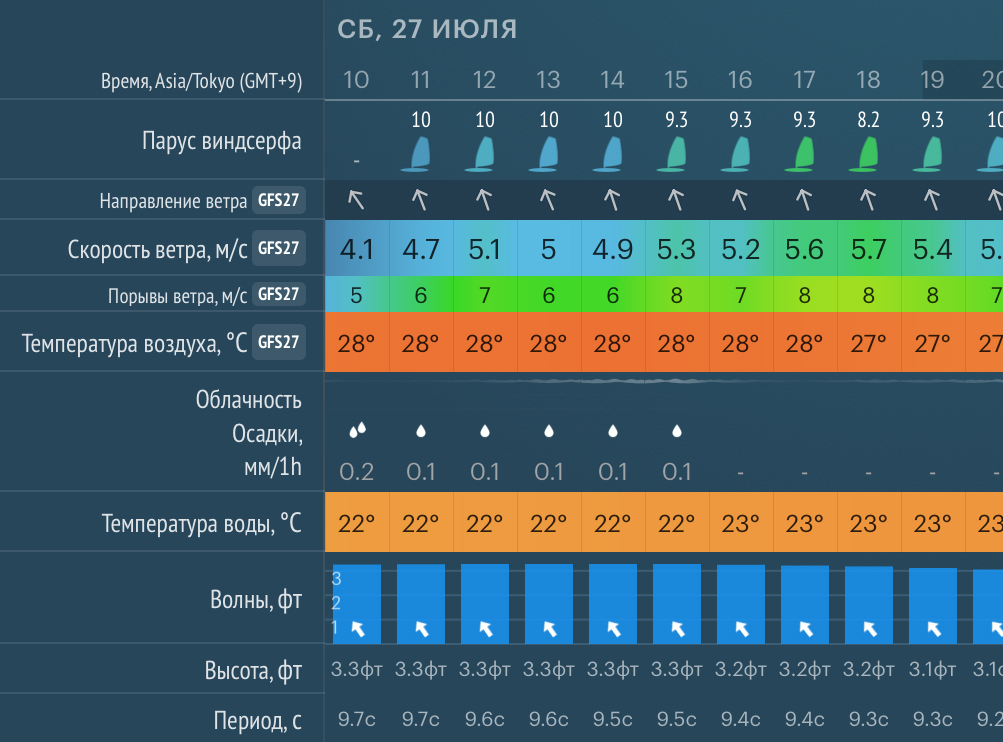 СБ, 27 ИЮЛЯ
Время, Asia/Tokyo (GMT+9) 10 11 12 13 14 15 16 17 18 19 20
10 10 10 10 9.3 9.3 9.3 8.2 9.3 10
Парус виндсерфа -
Направление ветра GFS27
Скорость ветра, м/с GFS27 4.1 4.7 5.1 5 4.9 5.3 5.2 5.6 5.7 5.4 5.
Порывы ветра, м/с GFS27 5 6 7 6 6 8 7 8 8 8 7
Температура воздуха, °C GFS27 28° 28° 28° 28° 28° 28° 28° 28° 27° 27° 27
Облачность
Осадки,
мм/1h 0.2 0.1 0.1 0.1 0.1 0.1 - - - - -
Температура воды, °C 22° 22° 22° 22° 22° 22° 23° 23° 23° 23° 23
3
Волны, фт 2
1
Высота, фт 3.3фт 3.3фт 3.3фт 3.3фт 3.3фт 3.3фт 3.2фт 3.2фт 3.2фт 3.1фт 3.1
Период, с 9.7с 9.7с 9.6с 9.6с 9.5с 9.5с 9.4с 9.4с 9.3с 9.3с 9.2